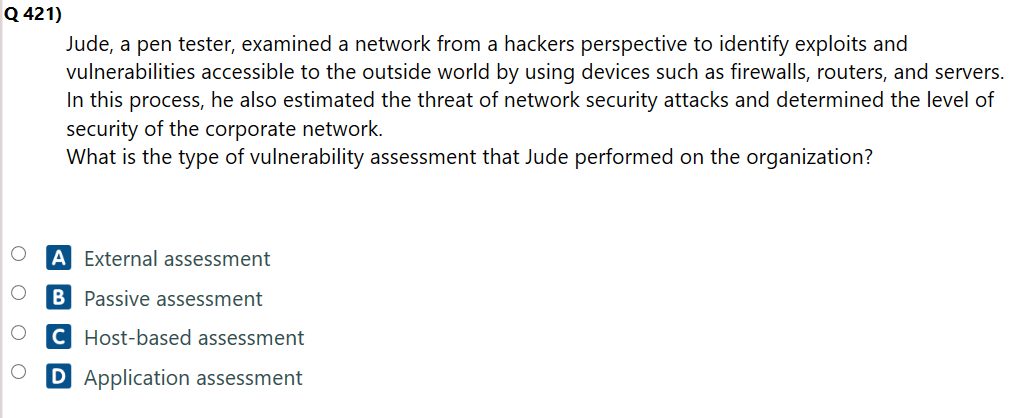 Q 421)
Jude, a pen tester, examined a network from a hackers perspective to identify exploits and
vulnerabilities accessible to the outside world by using devices such as firewalls, routers, and servers.
In this process, he also estimated the threat of network security attacks and determined the level of
security of the corporate network.
What is the type of vulnerability assessment that Jude performed on the organization?
A External assessment
B Passive assessment
C Host-based assessment
D Application assessment